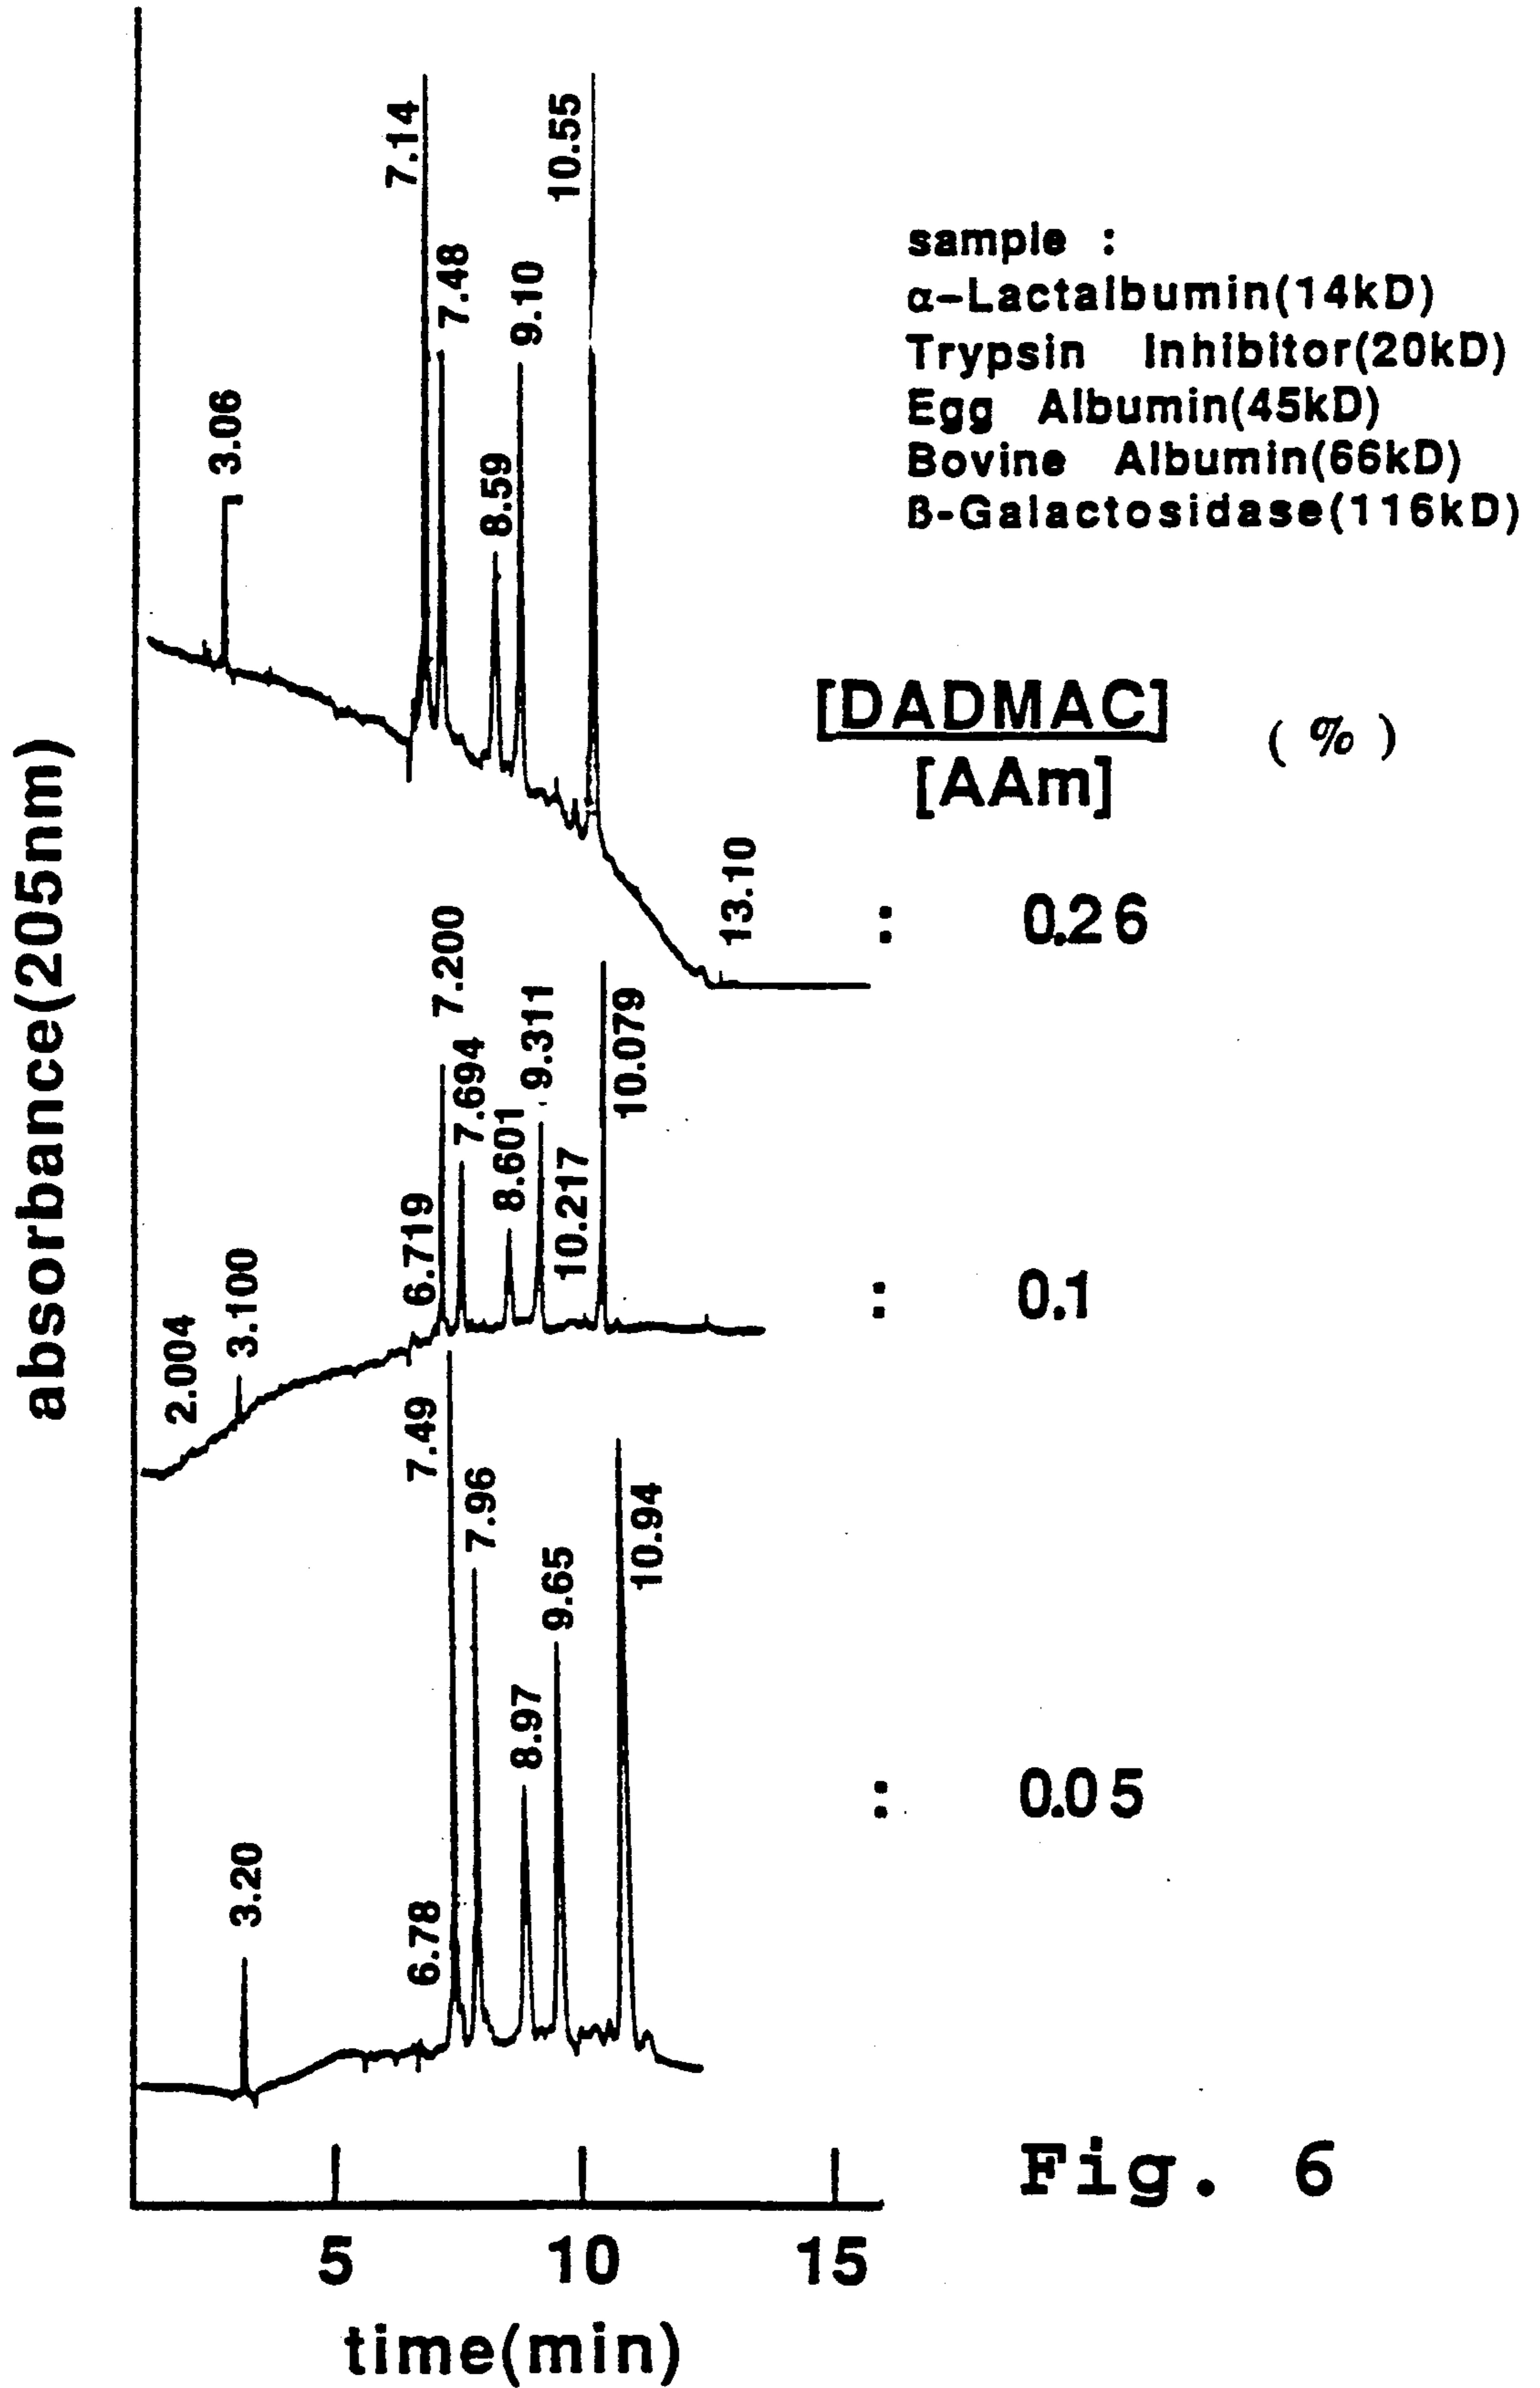 7.14
10.55
7.48
9.10
3.06
8.59
sample :
α-Lactalbumin(14kD)
Trypsin Inhibitor(20kD)
Egg Albumin(45kD)
Bovine Albumin(66kD)
β-Galactosidase(116kD)
[DADMAC]
[AAm]
(%)
absorbance(205nm)
13.10
: 0.26
7.200
9.311
10.079
7.694
8.601
10.217
6.719
3.100
2.004
: 0.1
7.49
7.96
10.94
9.65
8.97
: 0.05
3.20
6.78
5 10 15
time(min)
Fig. 6